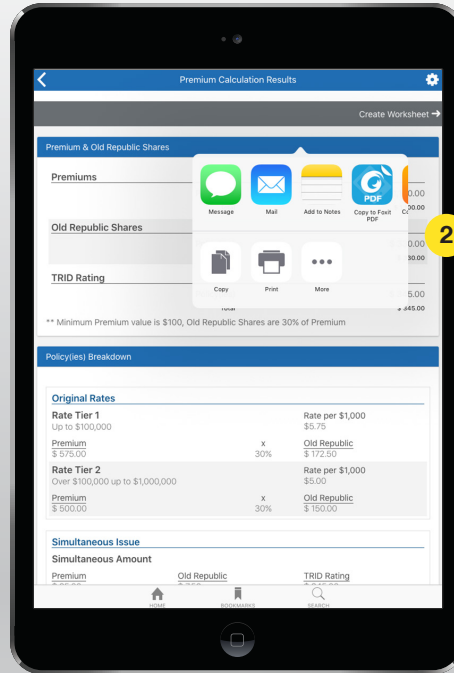 Premium Calculation Results
Create Worksheet
Premium & Old Republic Shares
Premiums
Message
Mail
Add to Notes
Copy to Foxit PDF
2
Old Republic Shares
Copy
Print
More
TRID Rating
Total $ 345.00
** Minimum Premium value is $100, Old Republic Shares are 30% of Premium
Policy(ies) Breakdown
Original Rates
Rate Tier 1 Rate per $1,000
Up to $100,000 $5.75
Premium x Old Republic
$ 575.00 30% $ 172.50
Rate Tier 2 Rate per $1,000
Over $100,000 up to $1,000,000 $5.00
Premium x Old Republic
$ 500.00 30% $ 150.00
Simultaneous Issue
Simultaneous Amount
Premium Old Republic TRID Rating
HOME BOOKMARKS SEARCH